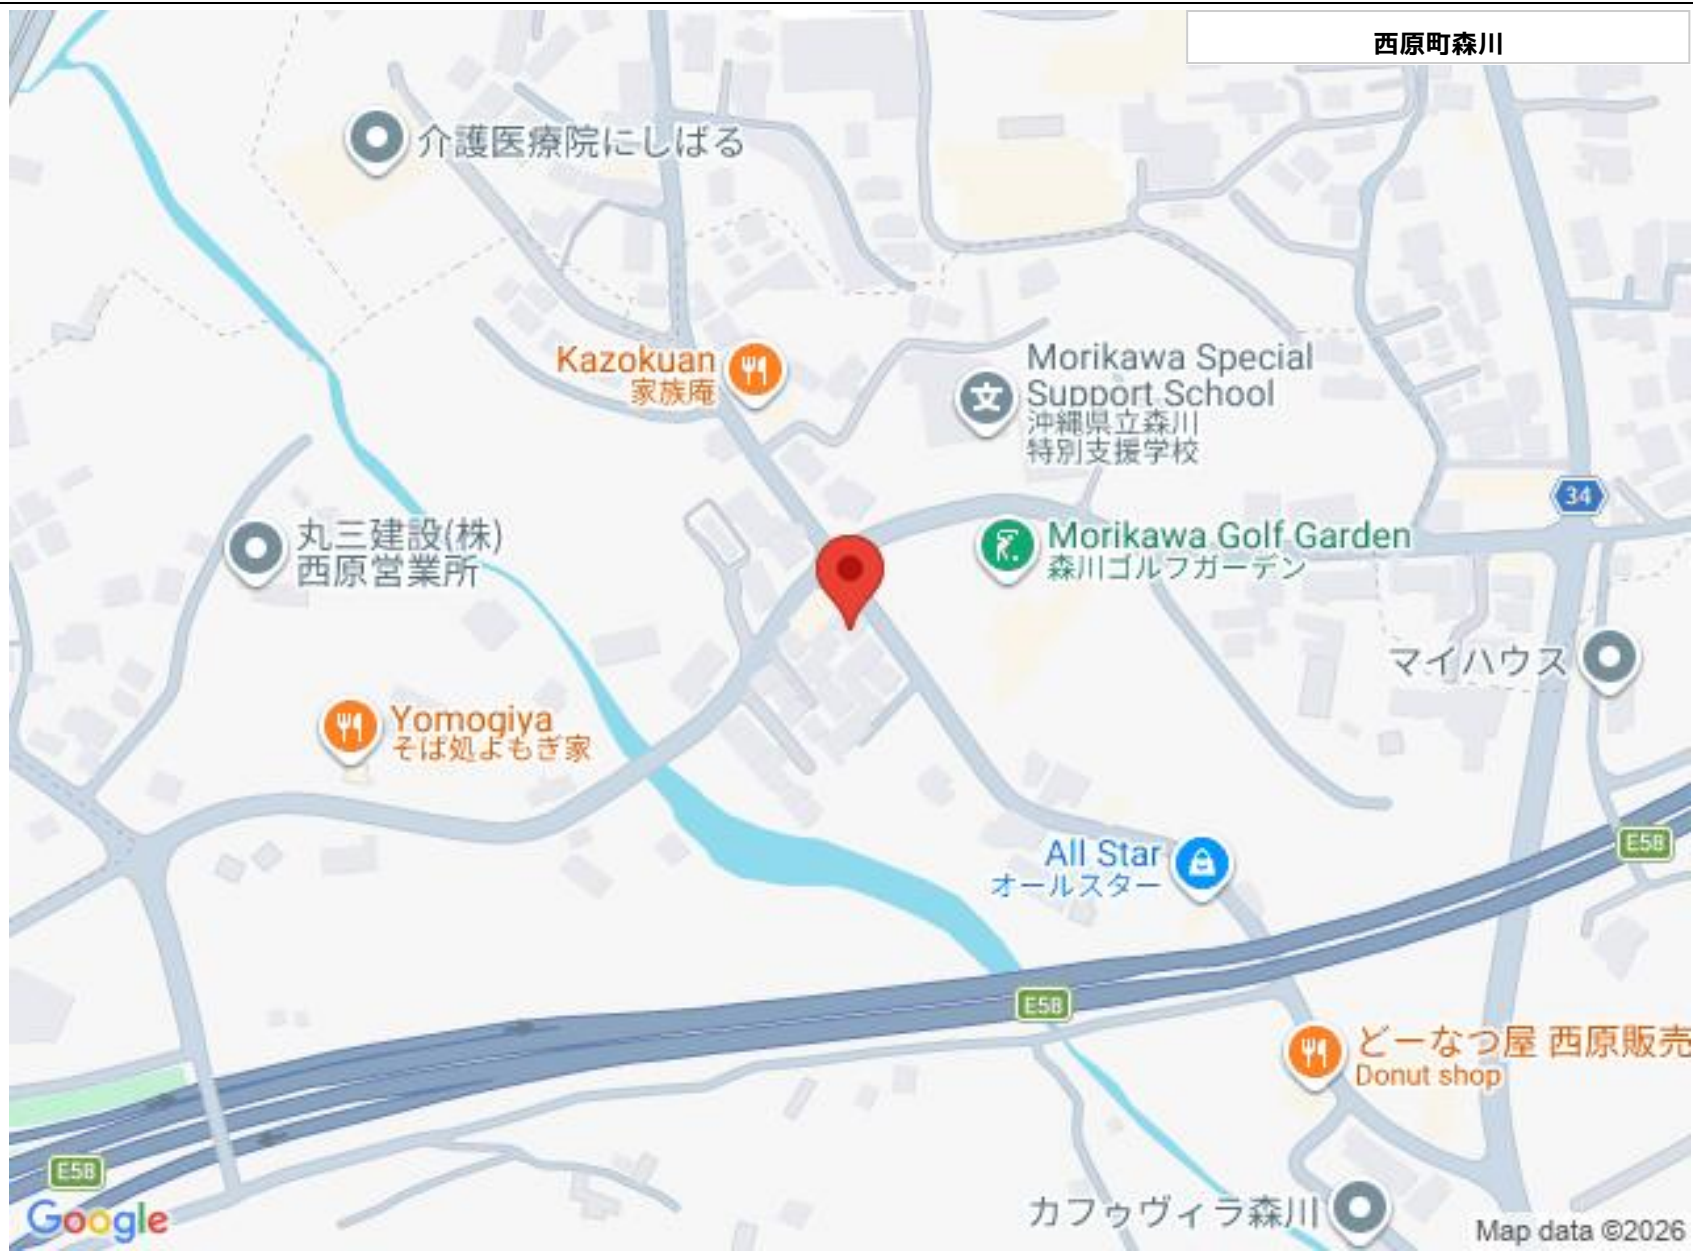 西原町森川
介護医療院にしばる
Kazokuan
家族庵
Morikawa Special
Support School
沖縄県立森川
特別支援学校
34
丸三建設(株)
西原営業所
Morikawa Golf Garden
森川ゴルフガーデン
マイハウス
Yomogiya
そば処よもぎ家
All Star
オールスター
E58
E58
どーなつ屋 西原販売
Donut shop
E58
カフゥヴィラ森川
Google
Map data ©2026